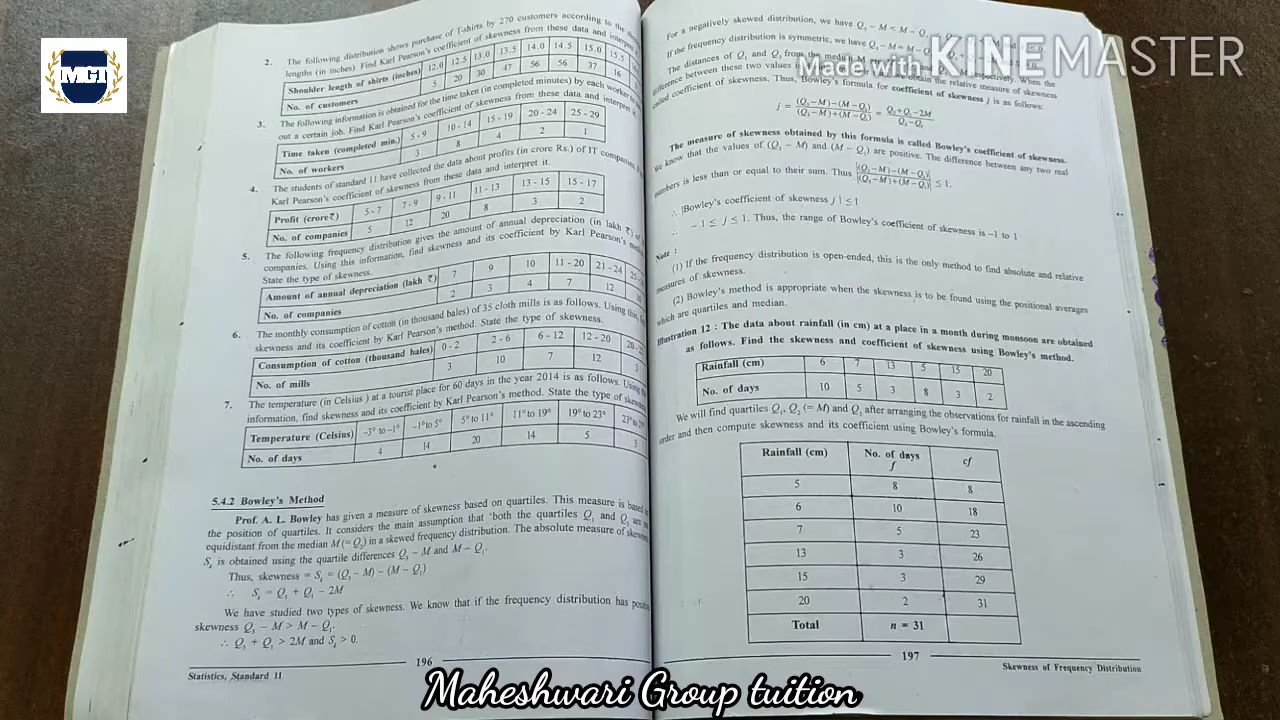 MGT
Made with KINEMASTER
2. The following distribution shows purchase of T-shirts by 270 customers according to the
lengths (in inches). Find Karl Pearson's coefficient of skewness from these data and interpret
Shoulder length of shirts (inches) 12.0 12.5 13.0 13.5 14.0 14.5 15.0 15.5
No. of customers 5 20 30 47 56 56 37 16
3. The following information is obtained for the time taken (in completed minutes) by each worker
out a certain job. Find Karl Pearson's coefficient of skewness from these data and interpret
Time taken (completed min.) 5 - 9 10 - 14 15 - 19 20 - 24 25 - 29
No. of workers 3 8 4 2 1
4. The students of standard 11 have collected the data about profits (in crore Rs.) of IT companies.
Karl Pearson's coefficient of skewness from these data and interpret it.
Profit (crore ₹) 5 - 7 7 - 9 9 - 11 11 - 13 13 - 15 15 - 17
No. of companies 5 12 20 8 3 2
5. The following frequency distribution gives the amount of annual depreciation (in lakh ₹)
companies. Using this information, find skewness and its coefficient by Karl Pearson's
State the type of skewness.
Amount of annual depreciation (lakh ₹) 7 9 10 11 - 20 21 - 24
No. of companies 2 3 4 7 12
6. The monthly consumption of cotton (in thousand bales) of 35 cloth mills is as follows. Using
skewness and its coefficient by Karl Pearson's method. State the type of skewness.
Consumption of cotton (thousand bales) 0 - 2 2 - 6 6 - 12 12 - 20
No. of mills 3 10 7 12 3
7. The temperature (in Celsius) at a tourist place for 60 days in the year 2014 is as follows. Using
information, find skewness and its coefficient by Karl Pearson's method. State the type of
Temperature (Celsius) -3° to -1° -1° to 5° 5° to 11° 11° to 19° 19° to 23°
No. of days 4 14 20 14 5 3
5.4.2 Bowley's Method
Prof. A. L. Bowley has given a measure of skewness based on quartiles. This measure is based
the position of quartiles. It considers the main assumption that 'both the quartiles Q₁ and Q₃ are
equidistant from the median M (= Q₂) in a skewed frequency distribution. The absolute measure of
Sₖ is obtained using the quartile differences Q₃ - M and M - Q₁.
Thus, skewness = Sₖ = (Q₃ - M) - (M - Q₁)
∴ Sₖ = Q₃ + Q₁ - 2M
We have studied two types of skewness. We know that if the frequency distribution has
skewness Q₃ - M > M - Q₁.
∴ Q₃ + Q₁ > 2M and Sₖ > 0.
196
Statistics, Standard 11
For a negatively skewed distribution, we have Q₃ - M < M - Q₁
If the frequency distribution is symmetric, we have Q₃ - M = M - Q₁
The distances of Q₁ and Q₃ from the median When the
difference between these two values is obtain the relative measure of skewness
called coefficient of skewness. Thus, Bowley's formula for coefficient of skewness j is as follows:
j = (Q₃-M)-(M-Q₁) / (Q₃-M)+(M-Q₁) = Q₃+Q₁-2M / Q₃-Q₁
The measure of skewness obtained by this formula is called Bowley's coefficient of skewness.
We know that the values of (Q₃ - M) and (M - Q₁) are positive. The difference between any two real
numbers is less than or equal to their sum. Thus |(Q₃-M)-(M-Q₁) / (Q₃-M)+(M-Q₁)| ≤ 1.
∴ |Bowley's coefficient of skewness j | ≤ 1
∴ - 1 ≤ j ≤ 1. Thus, the range of Bowley's coefficient of skewness is -1 to 1
Note :
(1) If the frequency distribution is open-ended, this is the only method to find absolute and relative
measures of skewness.
(2) Bowley's method is appropriate when the skewness is to be found using the positional averages
which are quartiles and median.
Illustration 12 : The data about rainfall (in cm) at a place in a month during monsoon are obtained
as follows. Find the skewness and coefficient of skewness using Bowley's method.
Rainfall (cm) 6 7 13 5 15 20
No. of days 10 5 3 8 3 2
We will find quartiles Q₁, Q₂ (= M) and Q₃ after arranging the observations for rainfall in the ascending
order and then compute skewness and its coefficient using Bowley's formula.
Rainfall (cm) No. of days f cf
5 8 8
6 10 18
7 5 23
13 3 26
15 3 29
20 2 31
Total n = 31
197
Skewness of Frequency Distribution
Maheshwari Group tuition